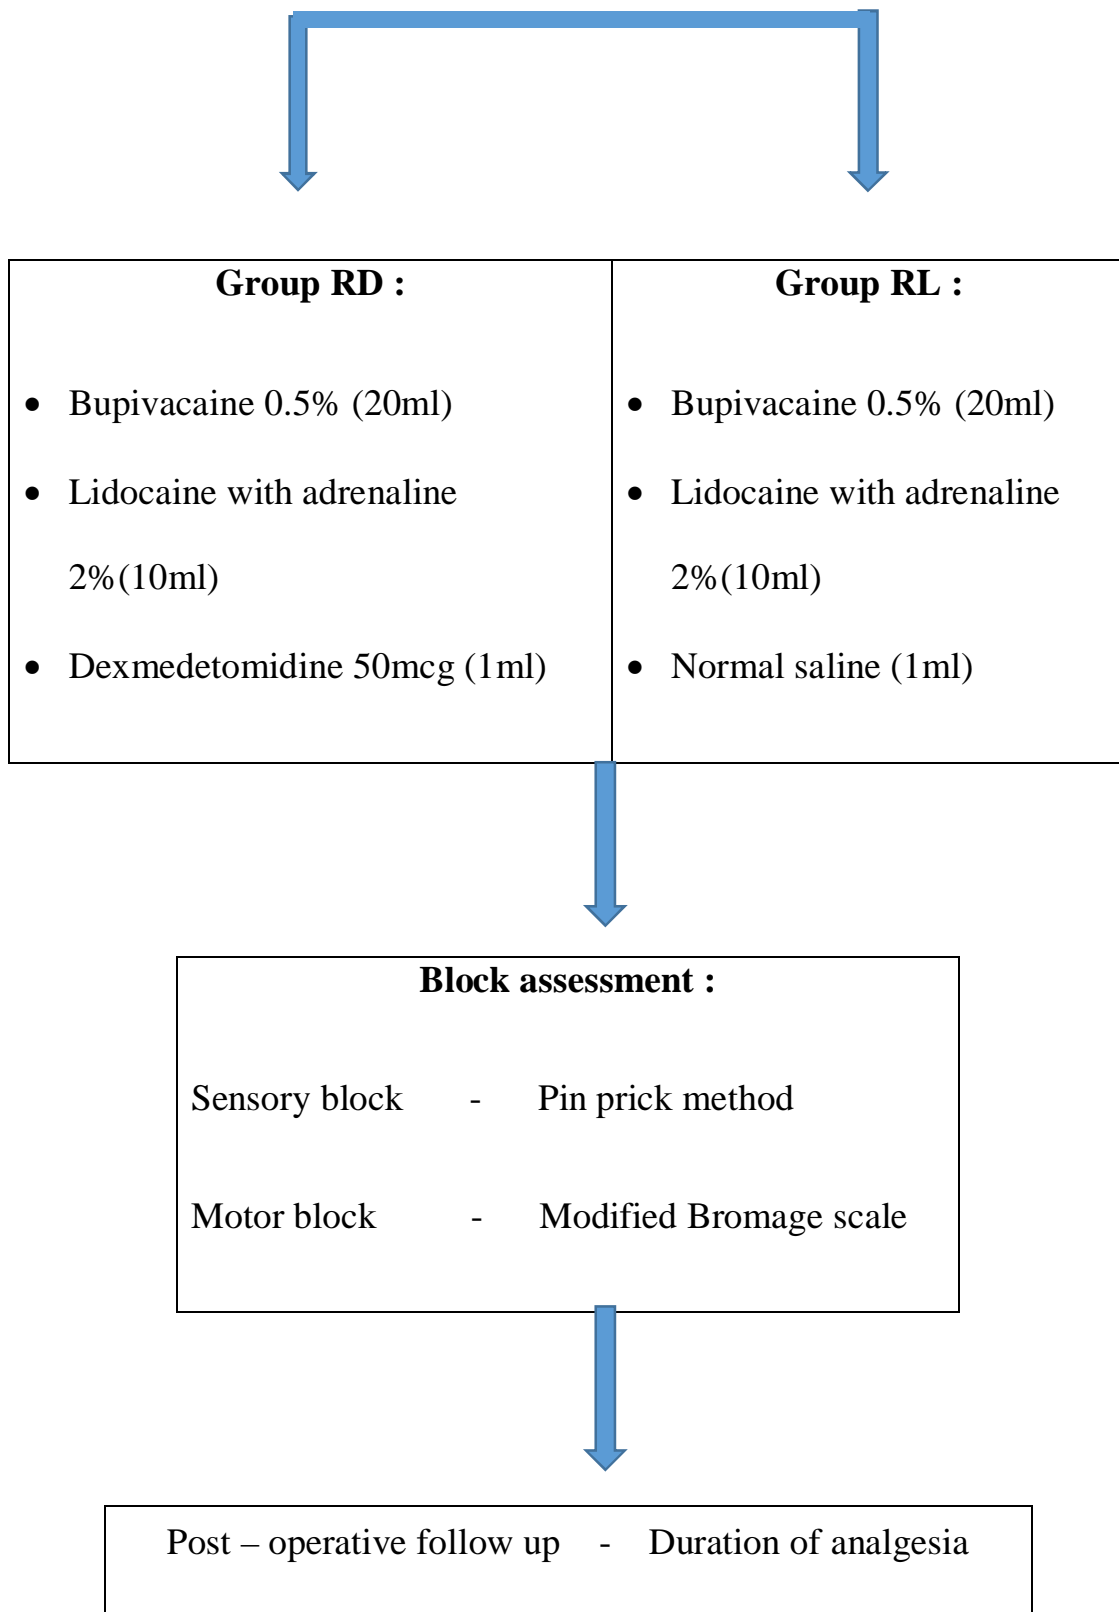 Group RD :
• Bupivacaine 0.5% (20ml)
• Lidocaine with adrenaline
2%(10ml)
• Dexmedetomidine 50mcg (1ml)
Group RL :
• Bupivacaine 0.5% (20ml)
• Lidocaine with adrenaline
2%(10ml)
• Normal saline (1ml)
Block assessment :
Sensory block - Pin prick method
Motor block - Modified Bromage scale
Post – operative follow up - Duration of analgesia